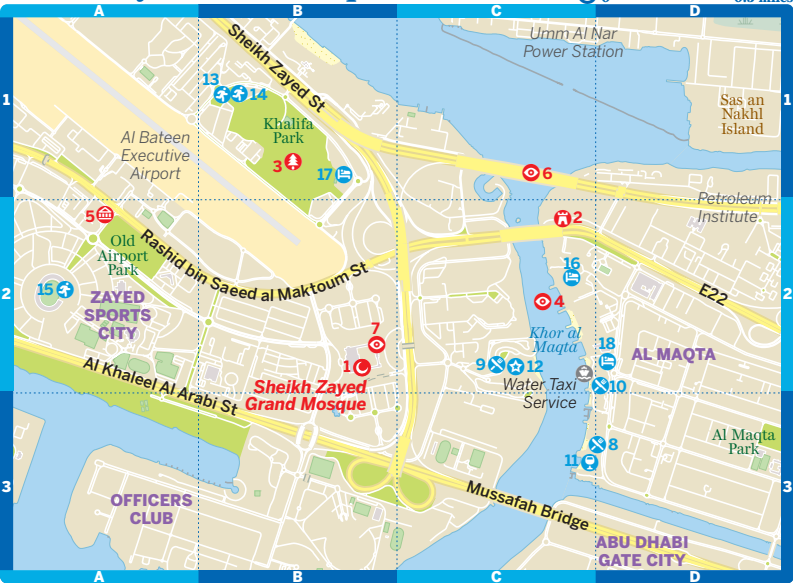 A B C D
Sheikh Zayed St
Umm Al Nar
Power Station
1
13
14
Khalifa
Park
3
17
Sas an
Nakhl
Island
1
Al Bateen
Executive
Airport
6
Petroleum
Institute
5
2
Old
Airport
Park
Rashid bin Saeed al Maktoum St
16
E22
2
15
ZAYED
SPORTS
CITY
4
2
7
Khor al
Maqta
18
AL MAQTA
1
9
12
Al Khaleel Al Arabi St
Sheikh Zayed
Grand Mosque
Water Taxi
Service
10
8
Al Maqta
Park
11
3
3
OFFICERS
CLUB
Mussafah Bridge
ABU DHABI
GATE CITY
A B C D